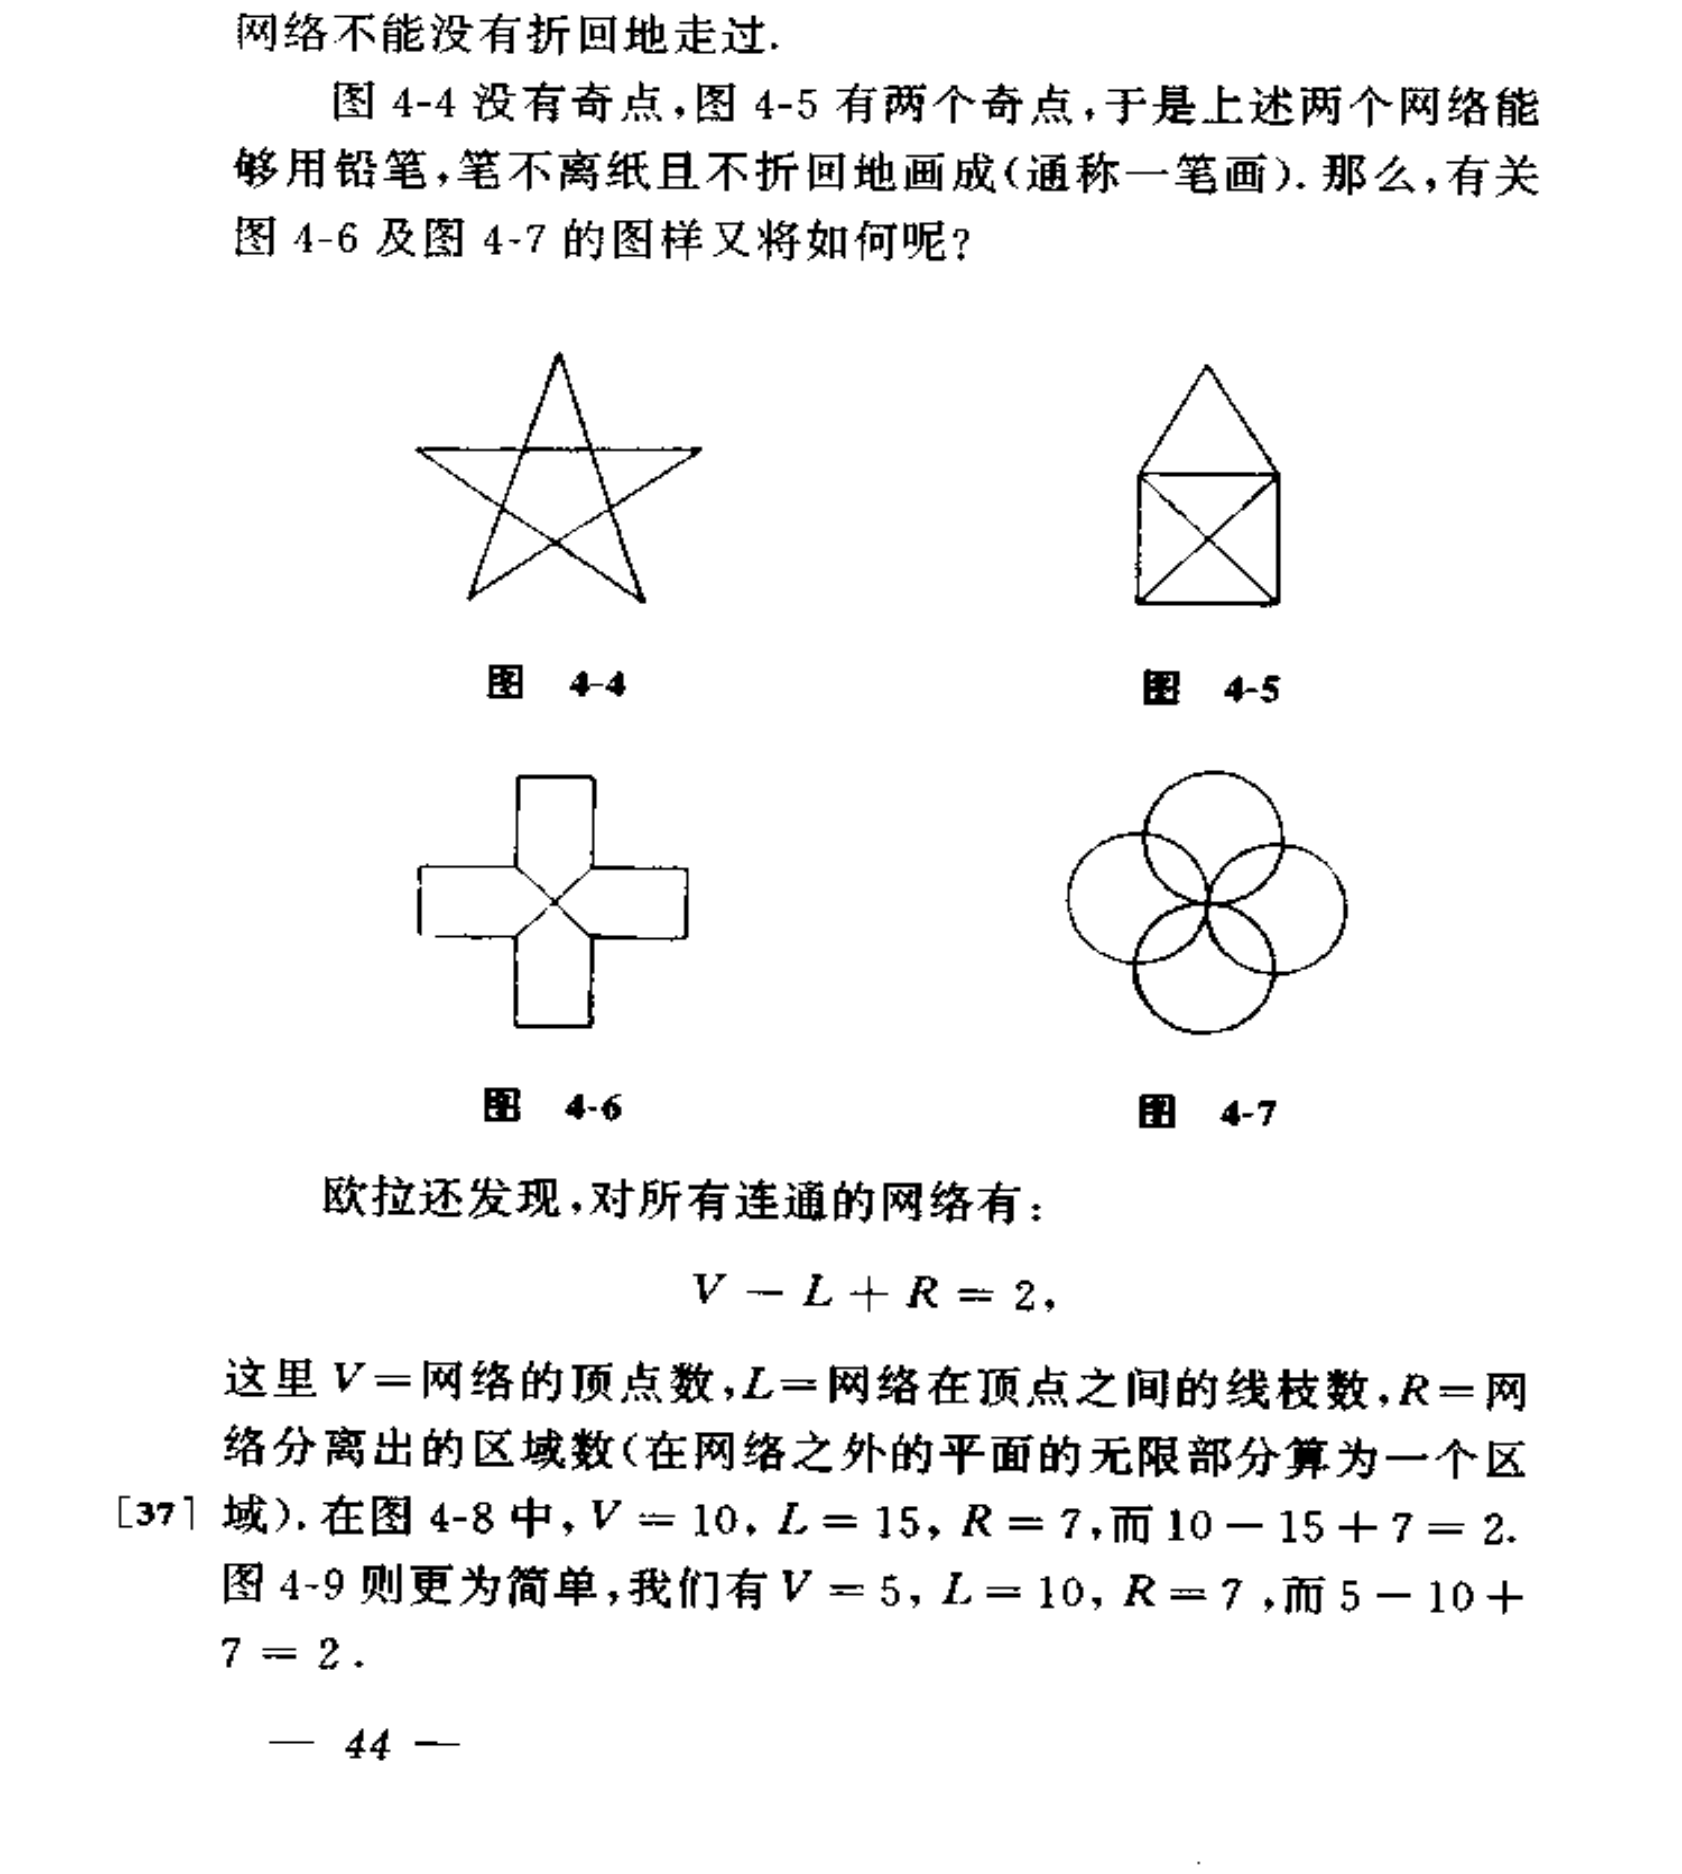 网络不能没有折回地走过.
图 4-4 没有奇点,图 4-5 有两个奇点,于是上述两个网络能
够用铅笔,笔不离纸且不折回地画成(通称一笔画). 那么,有关
图 4-6 及图 4-7 的图样又将如何呢?
图 4-4
图 4-5
图 4-6
图 4-7
欧拉还发现,对所有连通的网络有:
V − L + R = 2,
这里 V=网络的顶点数,L=网络在顶点之间的线枝数,R=网
络分离出的区域数(在网络之外的平面的无限部分算为一个区
[37] 域). 在图 4-8 中, V = 10, L = 15, R = 7,而 10 − 15 + 7 = 2.
图 4-9 则更为简单,我们有 V = 5, L = 10, R = 7 ,而 5 − 10 +
7 = 2 .
— 44 —